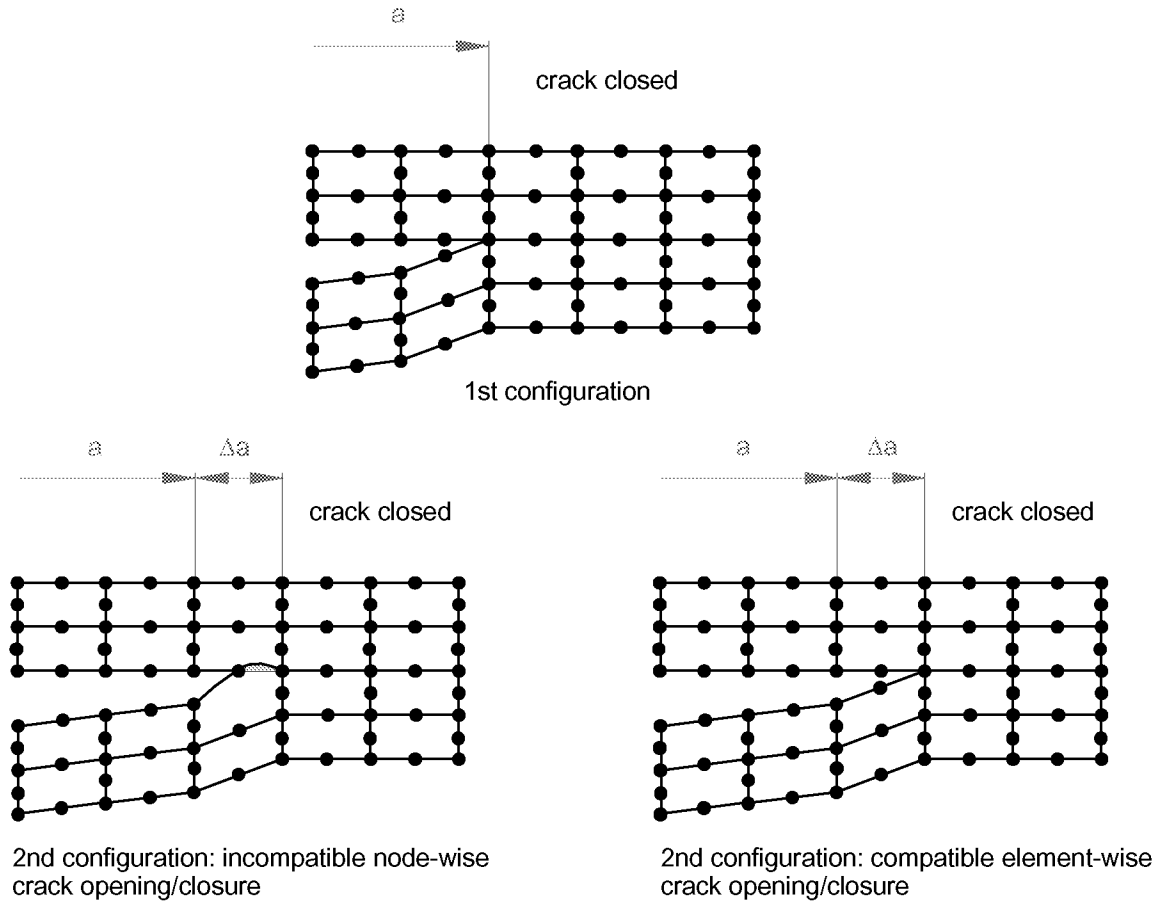 a
crack closed
1st configuration
a Δa
crack closed
a Δa
crack closed
2nd configuration: incompatible node-wise
crack opening/closure
2nd configuration: compatible element-wise
crack opening/closure